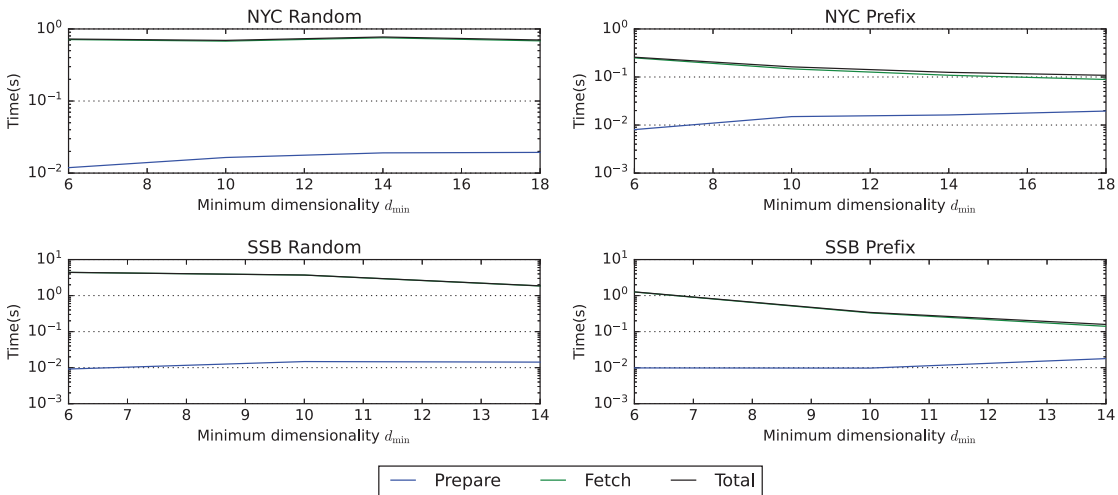 NYC Random
NYC Prefix
Time(s)
10^0
10^-1
10^-2
6 8 10 12 14 16 18
Minimum dimensionality d_min
Time(s)
10^0
10^-1
10^-2
10^-3
6 8 10 12 14 16 18
Minimum dimensionality d_min
SSB Random
SSB Prefix
Time(s)
10^1
10^0
10^-1
10^-2
10^-3
6 7 8 9 10 11 12 13 14
Minimum dimensionality d_min
Time(s)
10^1
10^0
10^-1
10^-2
10^-3
6 7 8 9 10 11 12 13 14
Minimum dimensionality d_min
Prepare Fetch Total